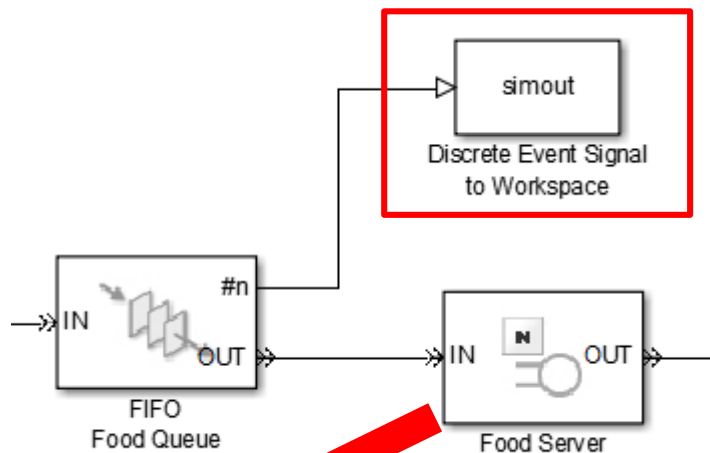 simout
Discrete Event Signal
to Workspace
#n
IN
OUT
FIFO
Food Queue
IN
N
OUT
Food Server